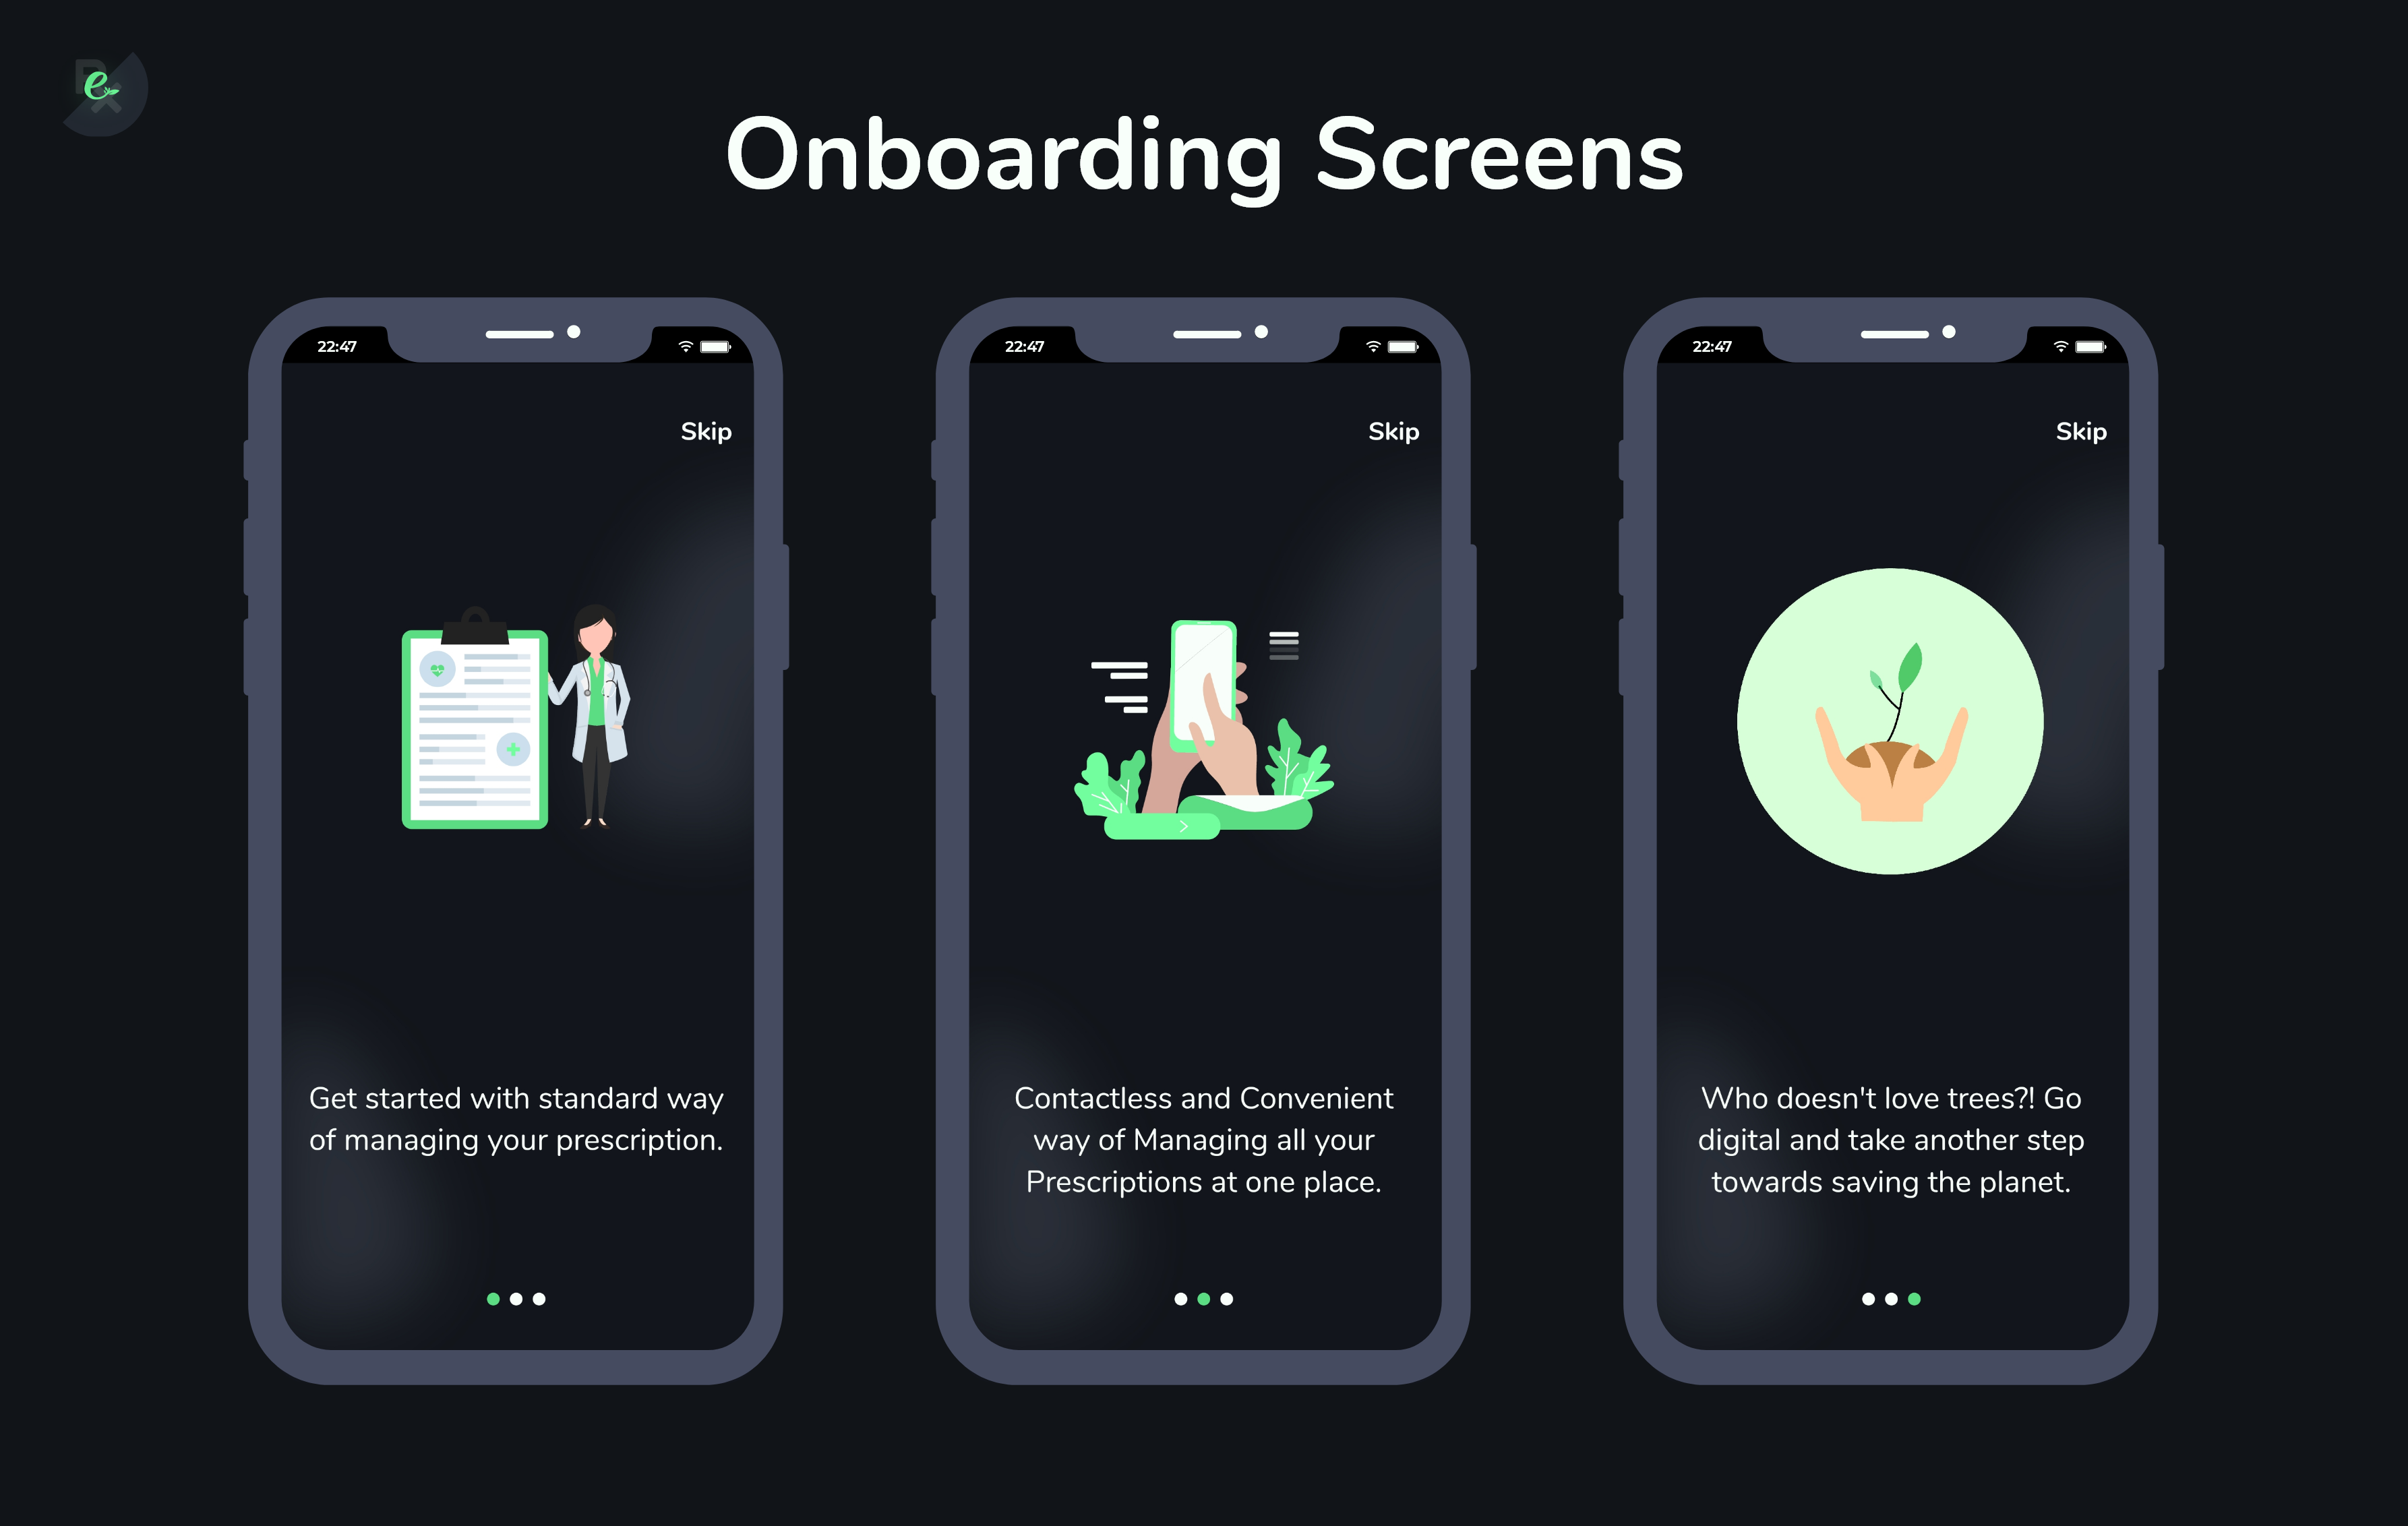 Rx
e
Onboarding Screens
22:47
Skip
Get started with standard way
of managing your prescription.
22:47
Skip
Contactless and Convenient
way of Managing all your
Prescriptions at one place.
22:47
Skip
Who doesn't love trees?! Go
digital and take another step
towards saving the planet.